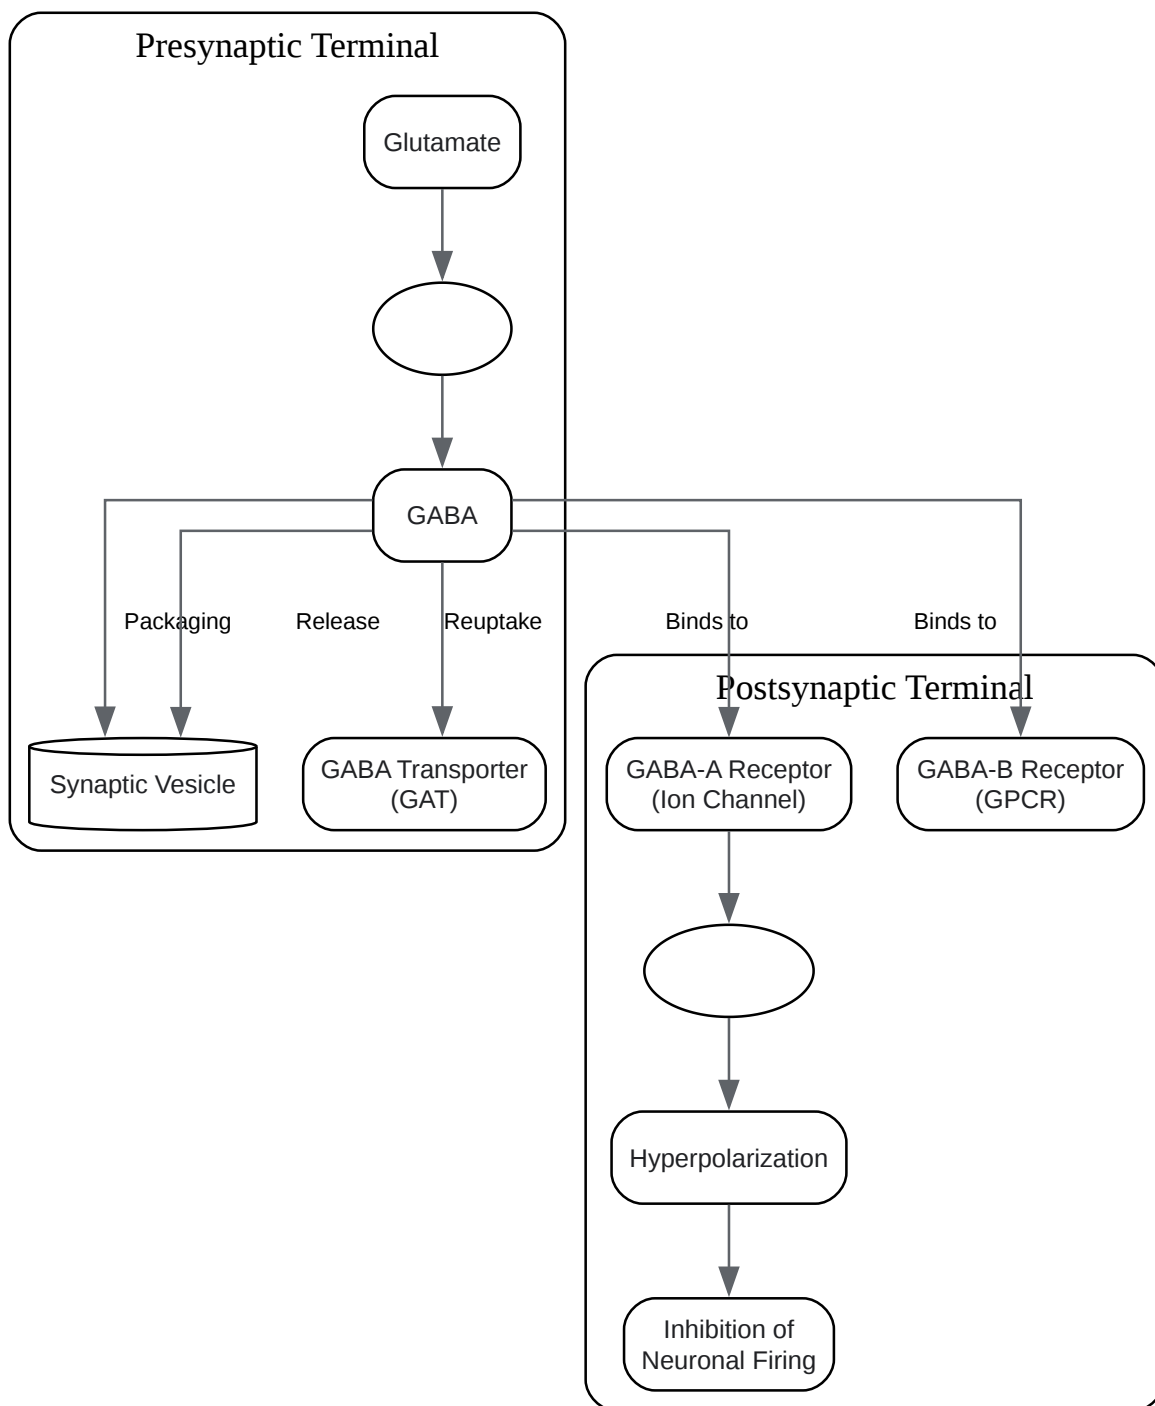 Presynaptic Terminal
Glutamate
GABA
Packaging
Release
Reuptake
Binds to
Binds to
Postsynaptic Terminal
Synaptic Vesicle
GABA Transporter
(GAT)
GABA-A Receptor
(Ion Channel)
GABA-B Receptor
(GPCR)
Hyperpolarization
Inhibition of
Neuronal Firing